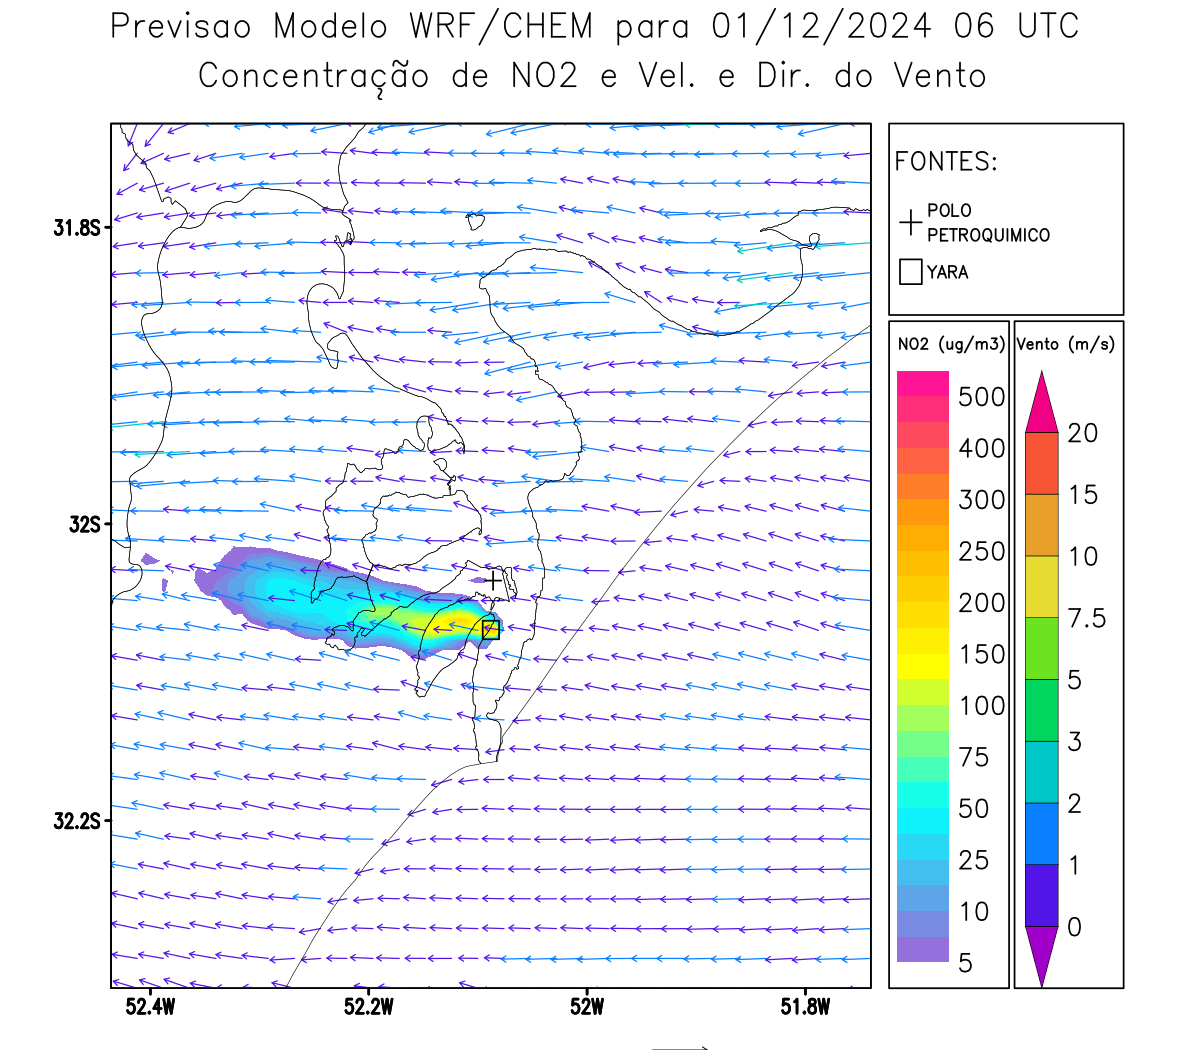 Previsao Modelo WRF/CHEM para 01/12/2024 06 UTC
Concentração de NO2 e Vel. e Dir. do Vento
FONTES:
POLO
PETROQUIMICO
YARA
NO2 (ug/m3)
500
400
300
250
200
150
100
75
50
25
10
5
Vento (m/s)
20
15
10
7.5
5
3
2
1
0
31.8S
32S
32.2S
52.4W
52.2W
52W
51.8W